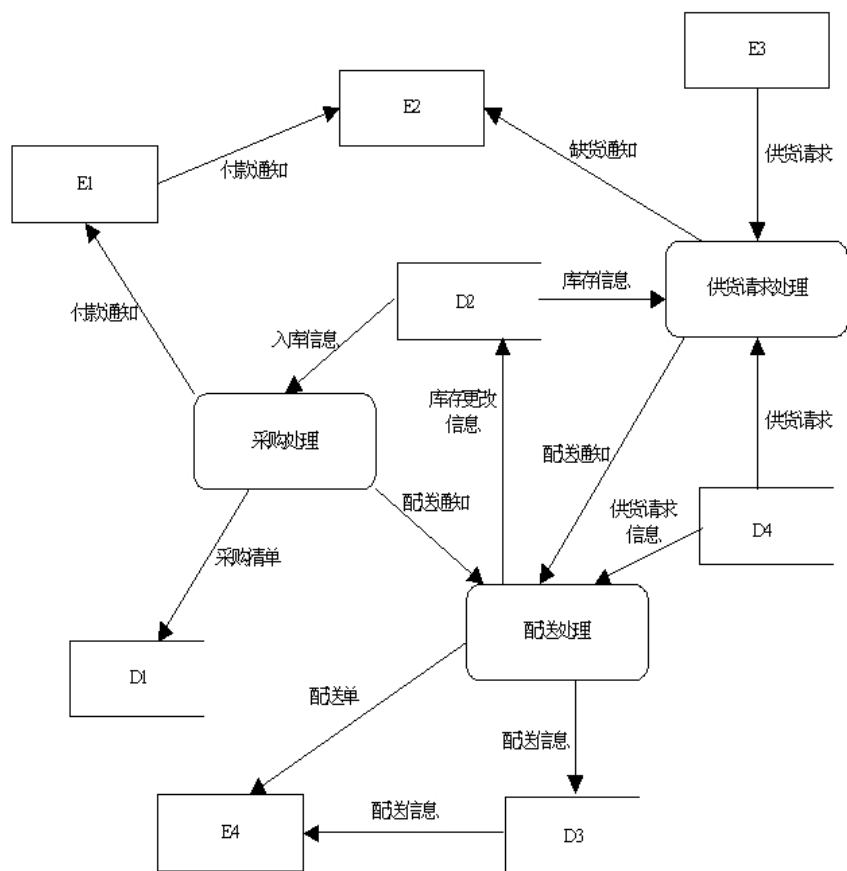 E3
E2
缺货通知
供货请求
付款通知
E1
D2
库存信息
供货请求处理
付款通知
入库信息
采购处理
库存更改
信息
供货请求
配送通知
配送通知
供货请求
信息
D4
采购清单
配送处理
D1
配送单
配送信息
E4
配送信息
D3